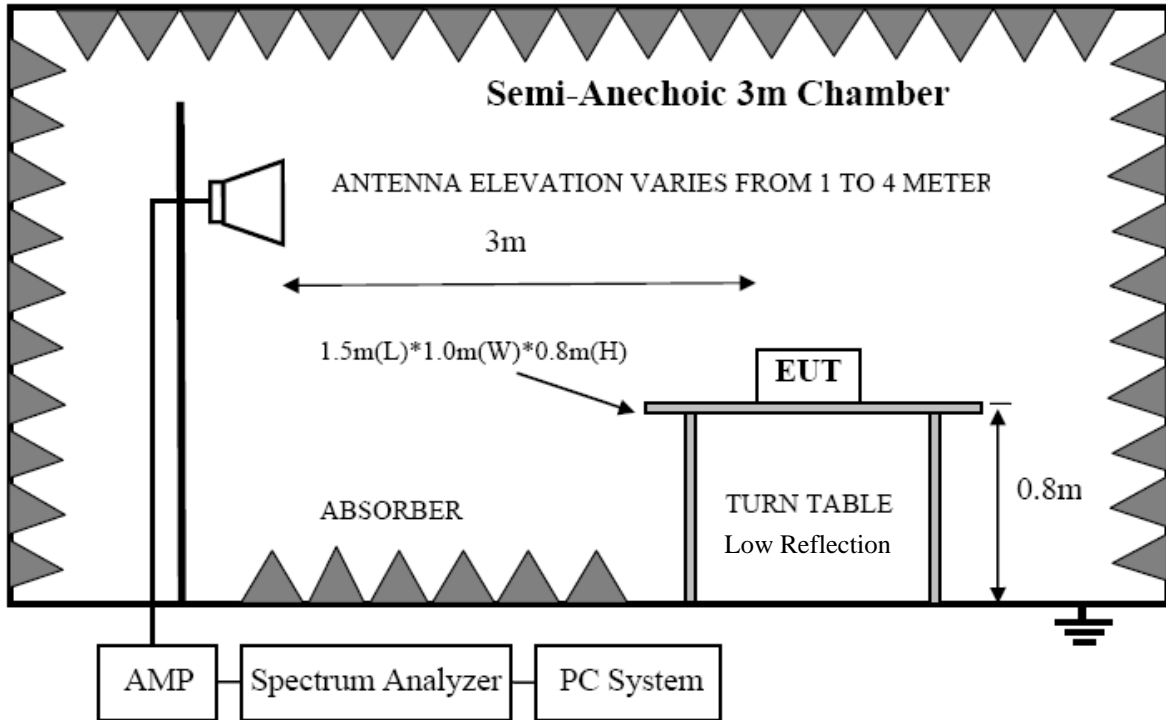 Semi-Anechoic 3m Chamber
ANTENNA ELEVATION VARIES FROM 1 TO 4 METER
3m
1.5m(L)*1.0m(W)*0.8m(H)
EUT
0.8m
ABSORBER
TURN TABLE
Low Reflection
AMP
Spectrum Analyzer
PC System